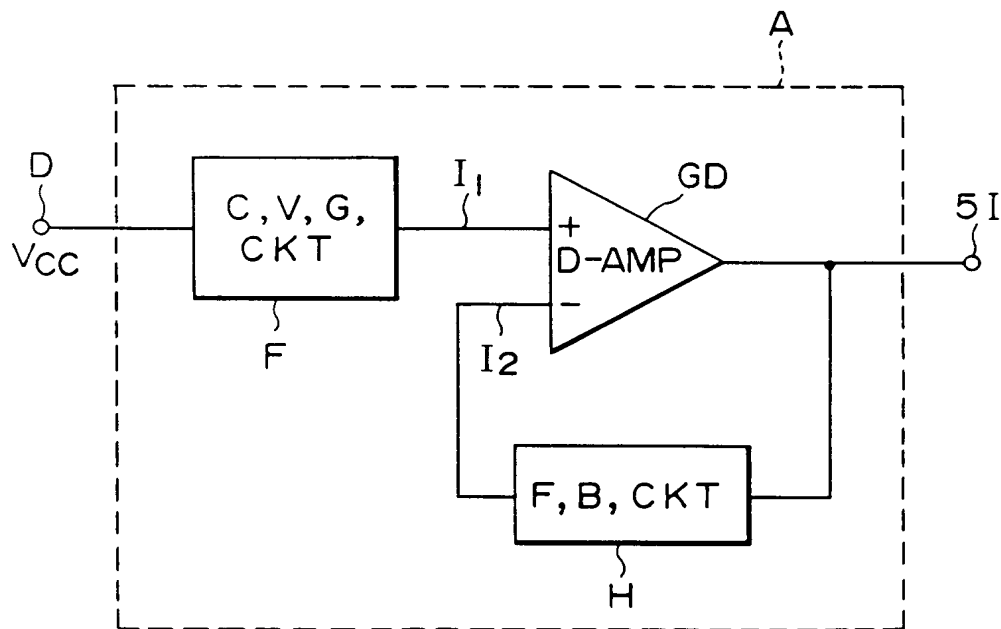 A
D
VCC
C, V, G,
CKT
F
I1
+
D-AMP
−
GD
I2
5I
F, B, CKT
H